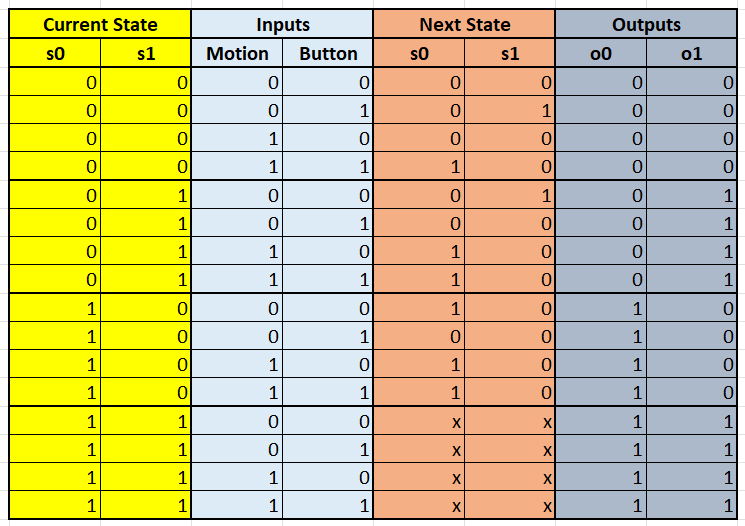 Current State Inputs Next State Outputs
s0 s1 Motion Button s0 s1 o0 o1
0 0 0 0 0 0 0 0
0 0 0 1 0 1 0 0
0 0 1 0 0 0 0 0
0 0 1 1 1 0 0 0
0 1 0 0 0 1 0 1
0 1 0 1 0 0 0 1
0 1 1 0 1 0 0 1
0 1 1 1 1 0 0 1
1 0 0 0 1 0 1 0
1 0 0 1 0 0 1 0
1 0 1 0 1 0 1 0
1 0 1 1 1 0 1 0
1 1 0 0 x x 1 1
1 1 0 1 x x 1 1
1 1 1 0 x x 1 1
1 1 1 1 x x 1 1